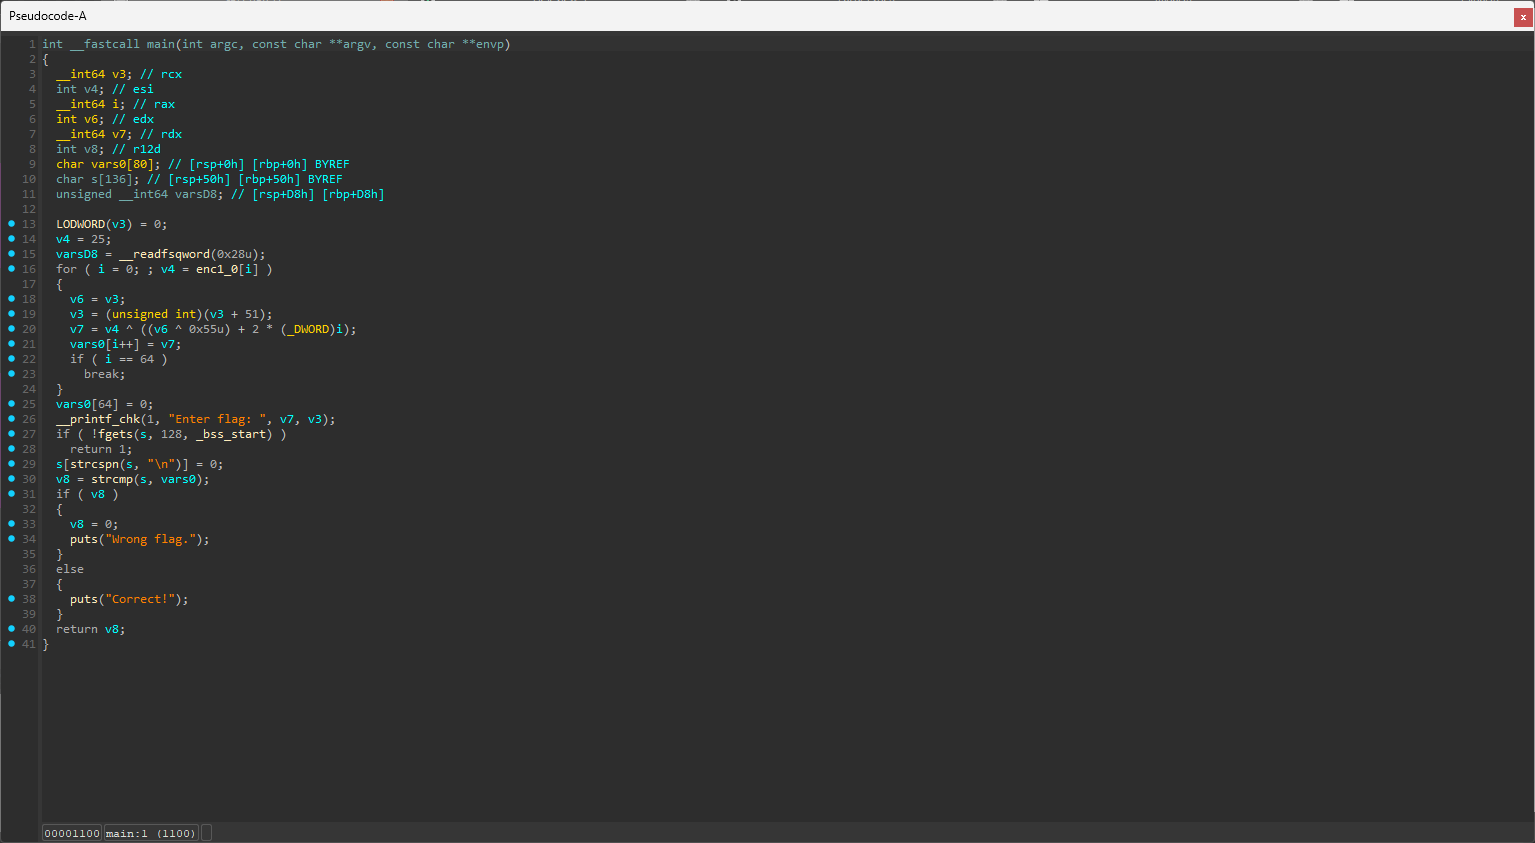 Pseudocode-A
x
1 int __fastcall main(int argc, const char **argv, const char **envp)
2 {
3   __int64 v3; // rcx
4   int v4; // esi
5   __int64 i; // rax
6   int v6; // edx
7   __int64 v7; // rdx
8   int v8; // r12d
9   char vars0[80]; // [rsp+0h] [rbp+0h] BYREF
10   char s[136]; // [rsp+50h] [rbp+50h] BYREF
11   unsigned __int64 varsD8; // [rsp+D8h] [rbp+D8h]
12
13   LODWORD(v3) = 0;
14   v4 = 25;
15   varsD8 = __readfsqword(0x28u);
16   for ( i = 0; ; v4 = enc1_0[i] )
17   {
18     v6 = v3;
19     v3 = (unsigned int)(v3 + 51);
20     v7 = v4 ^ ((v6 ^ 0x55u) + 2 * (_DWORD)i);
21     vars0[i++] = v7;
22     if ( i == 64 )
23       break;
24   }
25   vars0[64] = 0;
26   __printf_chk(1, "Enter flag: ", v7, v3);
27   if ( !fgets(s, 128, _bss_start) )
28     return 1;
29   s[strcspn(s, "\n")] = 0;
30   v8 = strcmp(s, vars0);
31   if ( v8 )
32   {
33     v8 = 0;
34     puts("Wrong flag.");
35   }
36   else
37   {
38     puts("Correct!");
39   }
40   return v8;
41 }
00001100 main:1 (1100)